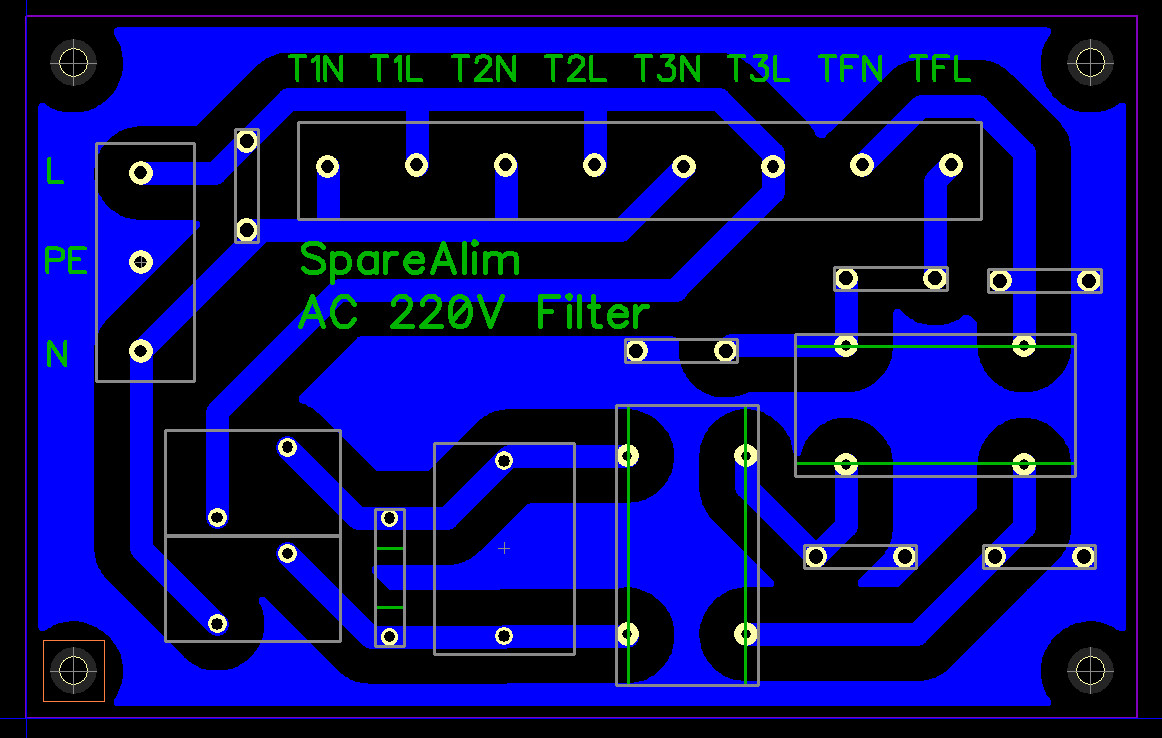 T1N T1L T2N T2L T3N T3L TFN TFL
L
PE
SpareAlim
AC 220V Filter
N